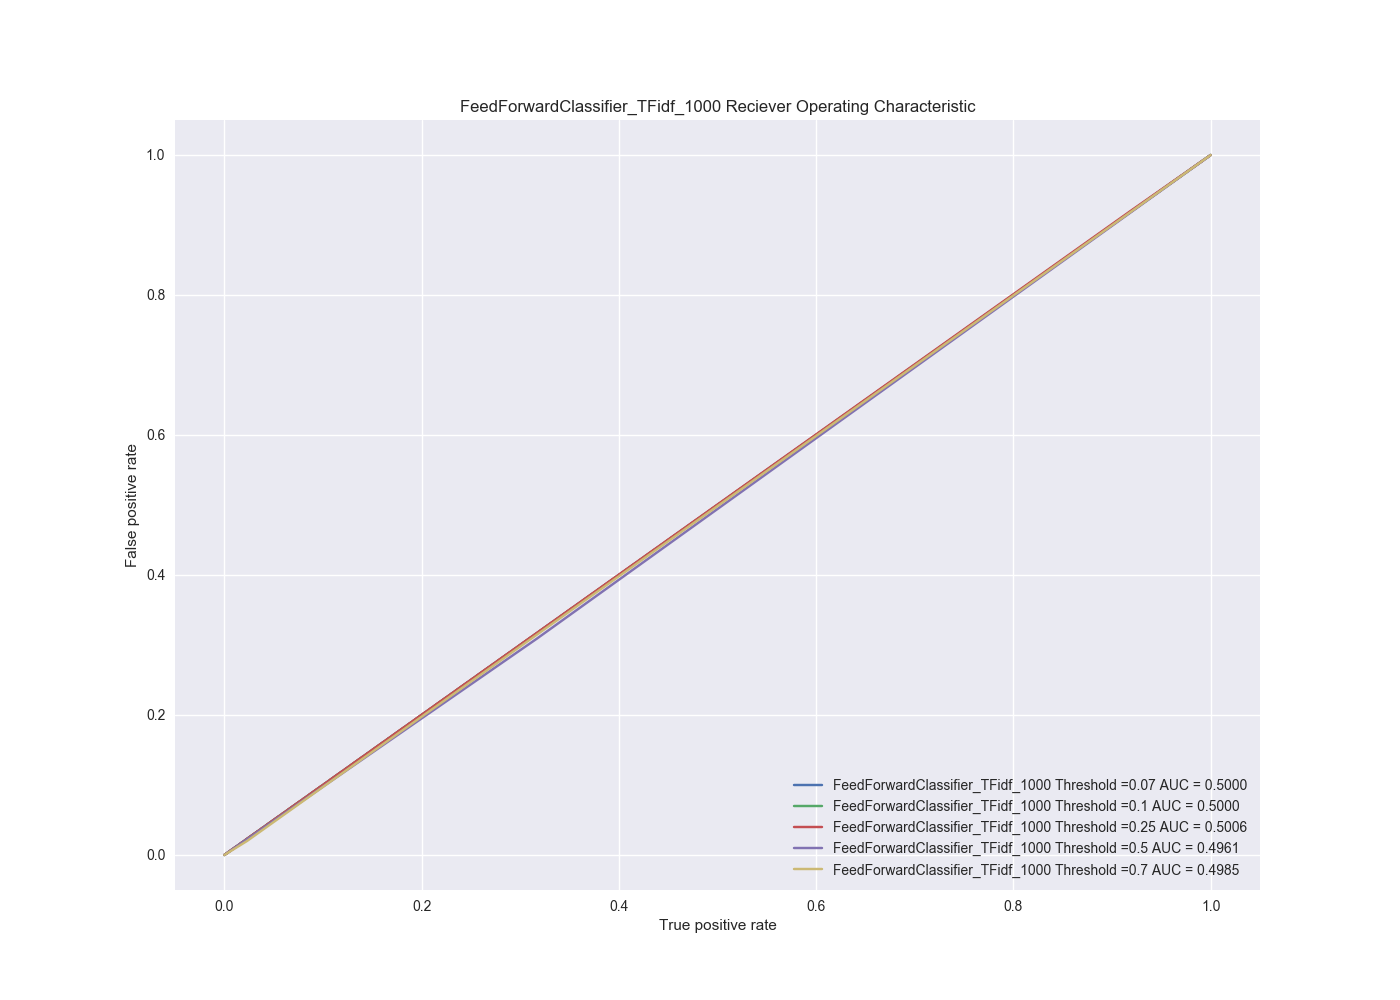 FeedForwardClassifier_TFidf_1000 Reciever Operating Characteristic
1.0
0.8
0.6
0.4
0.2
0.0
False positive rate
0.0 0.2 0.4 0.6 0.8 1.0
True positive rate
FeedForwardClassifier_TFidf_1000 Threshold =0.07 AUC = 0.5000
FeedForwardClassifier_TFidf_1000 Threshold =0.1 AUC = 0.5000
FeedForwardClassifier_TFidf_1000 Threshold =0.25 AUC = 0.5006
FeedForwardClassifier_TFidf_1000 Threshold =0.5 AUC = 0.4961
FeedForwardClassifier_TFidf_1000 Threshold =0.7 AUC = 0.4985